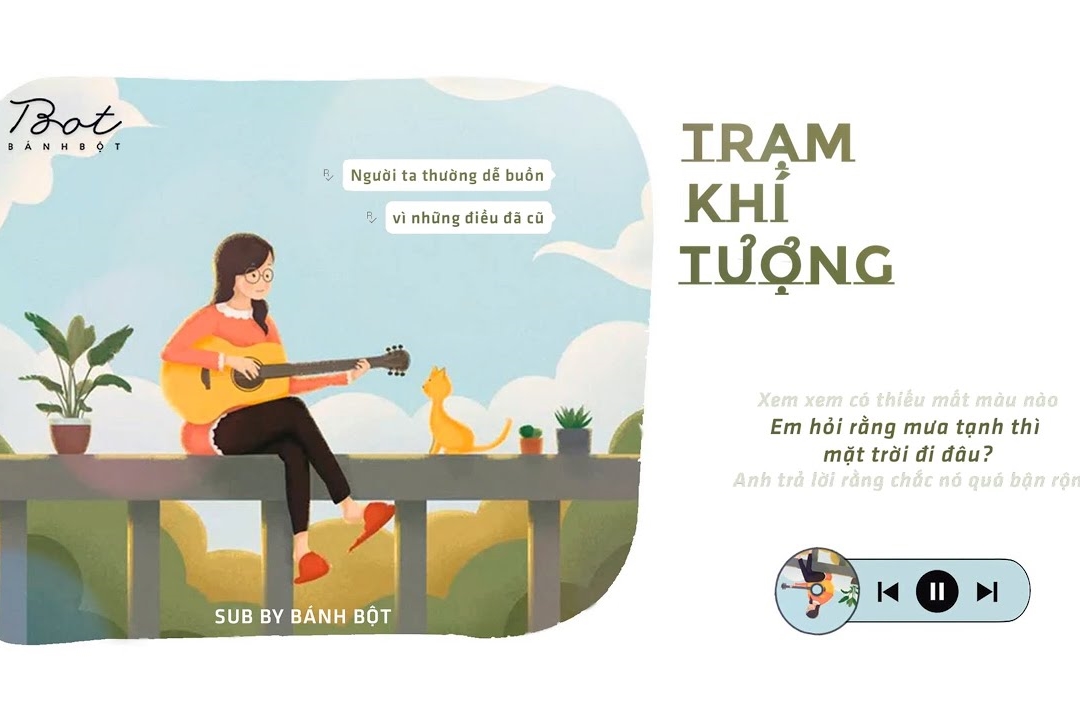 Bot
BÁNHBỘT
Người ta thường dễ buồn
vì những điều đã cũ
TRẠM
KHÍ
TƯỢNG
Xem xem có thiếu mất màu nào
Em hỏi rằng mưa tạnh thì
mặt trời đi đâu?
Anh trả lời rằng chắc nó quá bận rộn
SUB BY BÁNH BỘT